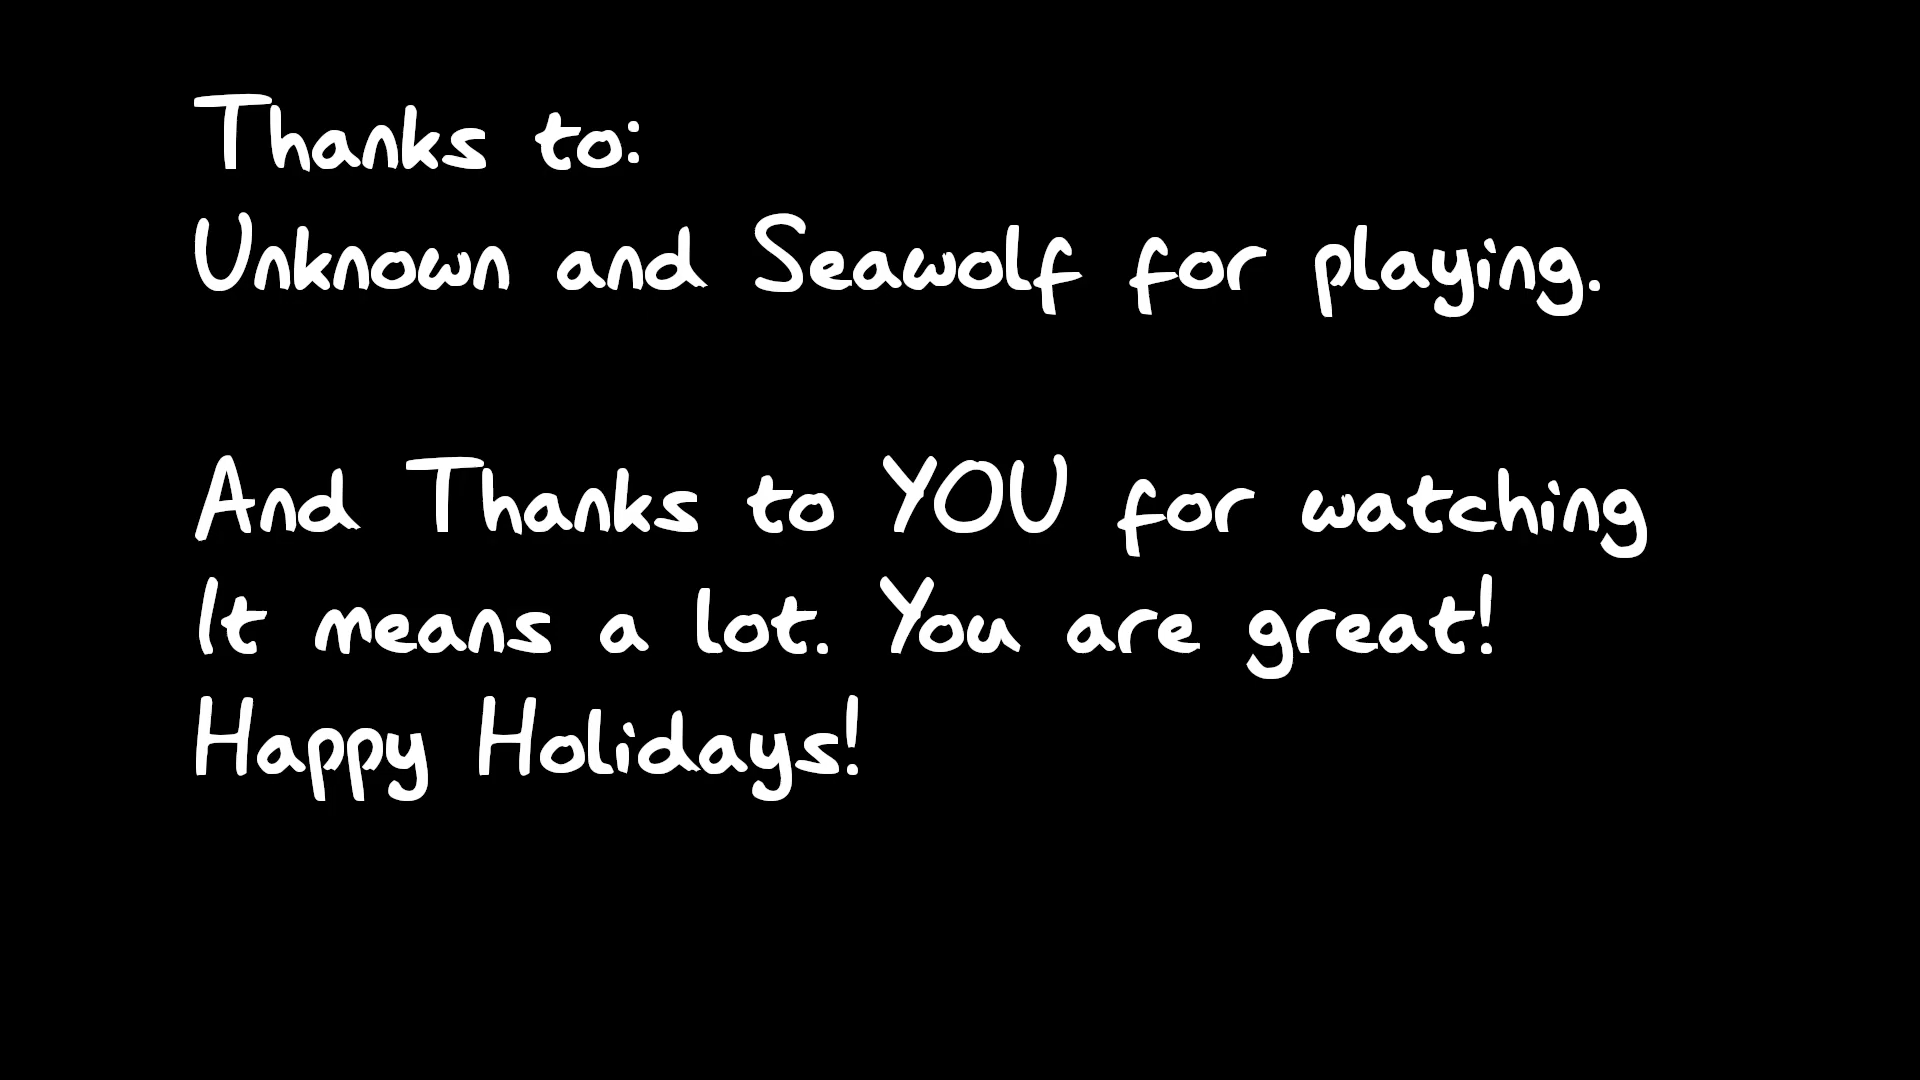 Thanks to:
Unknown and Seawolf for playing.
And Thanks to YOU for watching
It means a lot. You are great!
Happy Holidays!